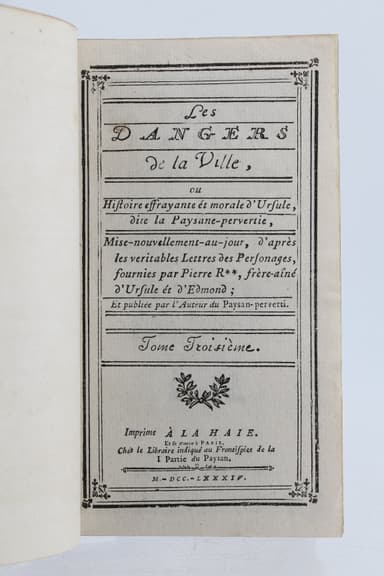 Les
DANGERS
de la Ville,
ou
Hiſtoire effrayante ét morale d'Urſule,
dite la Paysane-pervertie,
Mise-nouvellement-au-jour, d'après
les veritables Lettres des Perſonages,
fournies par Pierre R**, frère-aîné
d'Urſule ét d'Edmond;
Et publiée par l'Auteur du Paysan-perverti.
Tome Troisième.
Imprimé À LA HAIE.
Et ſe trouve à PARIS,
Chés le Libraire indiqué au Frontiſpice de la
I Partie du Paysan.
M.-DCC.-LXXXIV.